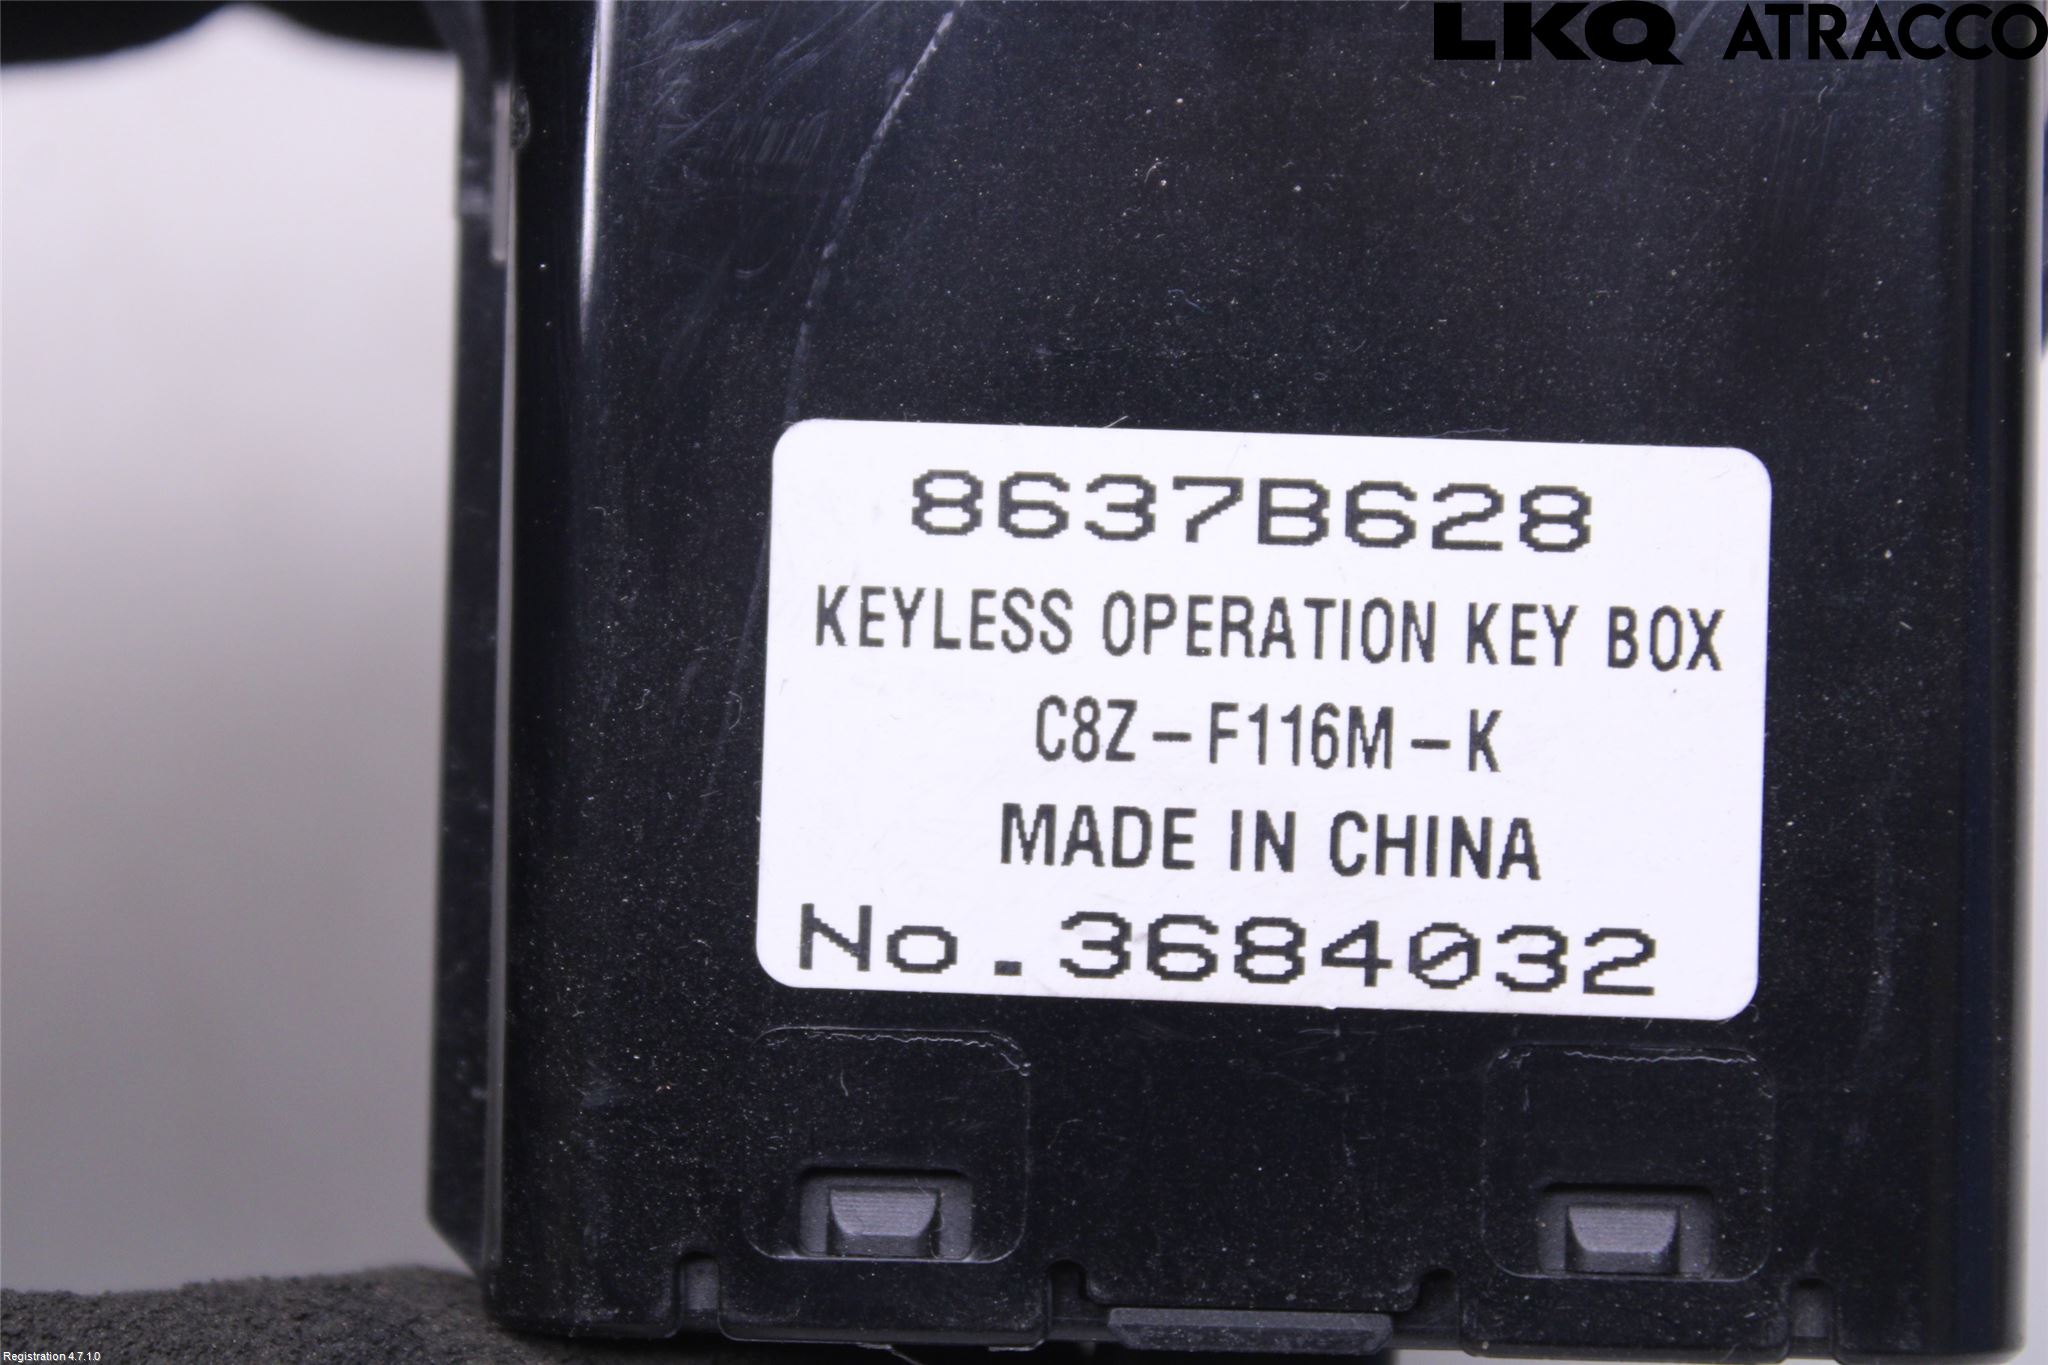 LKQ ATRACCO
8637B628
KEYLESS OPERATION KEY BOX
C8Z-F116M-K
MADE IN CHINA
No.3684032
Registration 4.7.1.0